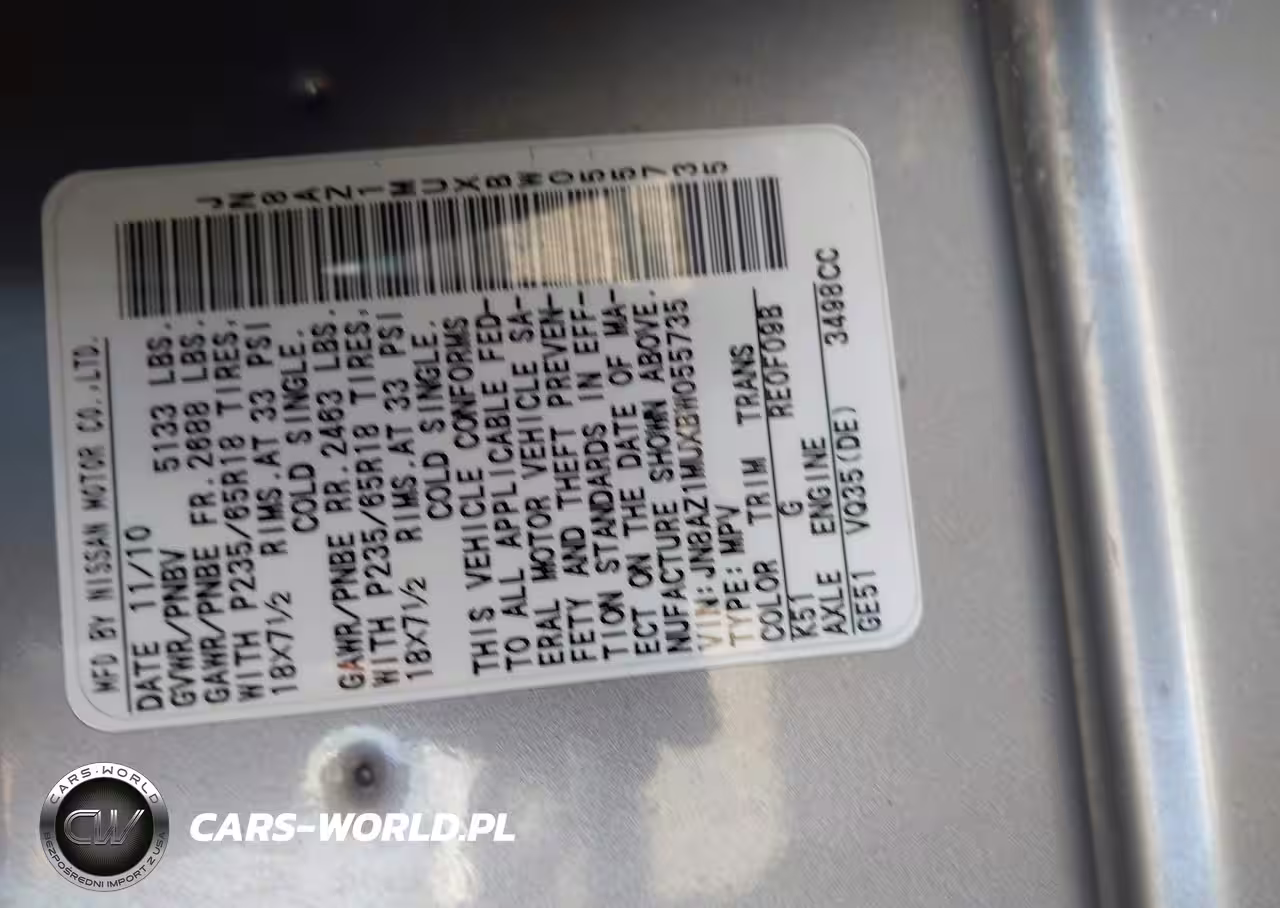 MFD BY NISSAN MOTOR CO.,LTD.
DATE 11/10
GVWR/PNBV 5133 LBS.
GAWR/PNBE FR.2688 LBS.
WITH P235/65R18 TIRES,
18X7½ RIMS.AT 33 PSI
COLD SINGLE.
GAWR/PNBE RR.2463 LBS.
WITH P235/65R18 TIRES,
18X7½ RIMS.AT 33 PSI
COLD SINGLE.
THIS VEHICLE CONFORMS
TO ALL APPLICABLE FED-
ERAL MOTOR VEHICLE SA-
FETY AND THEFT PREVEN-
TION STANDARDS IN EFF-
ECT ON THE DATE OF MA-
NUFACTURE SHOWN ABOVE.
VIN:JN8AZ1MUXBW055735
TYPE:MPV
COLOR TRIM TRANS
K51 G RE0F09B
AXLE ENGINE
GE51 VQ35(DE) 3498CC
JN8AZ1MUXBW055735
CARS-WORLD
CW
BEZPOŚREDNI IMPORT Z USA
CARS-WORLD.PL